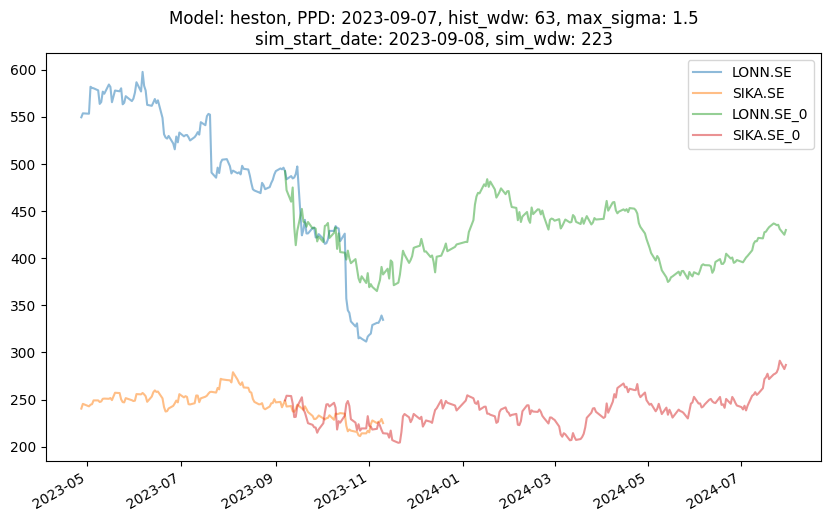 Model: heston, PPD: 2023-09-07, hist_wdw: 63, max_sigma: 1.5
sim_start_date: 2023-09-08, sim_wdw: 223
LONN.SE
SIKA.SE
LONN.SE_0
SIKA.SE_0
600
550
500
450
400
350
300
250
200
2023-05
2023-07
2023-09
2023-11
2024-01
2024-03
2024-05
2024-07